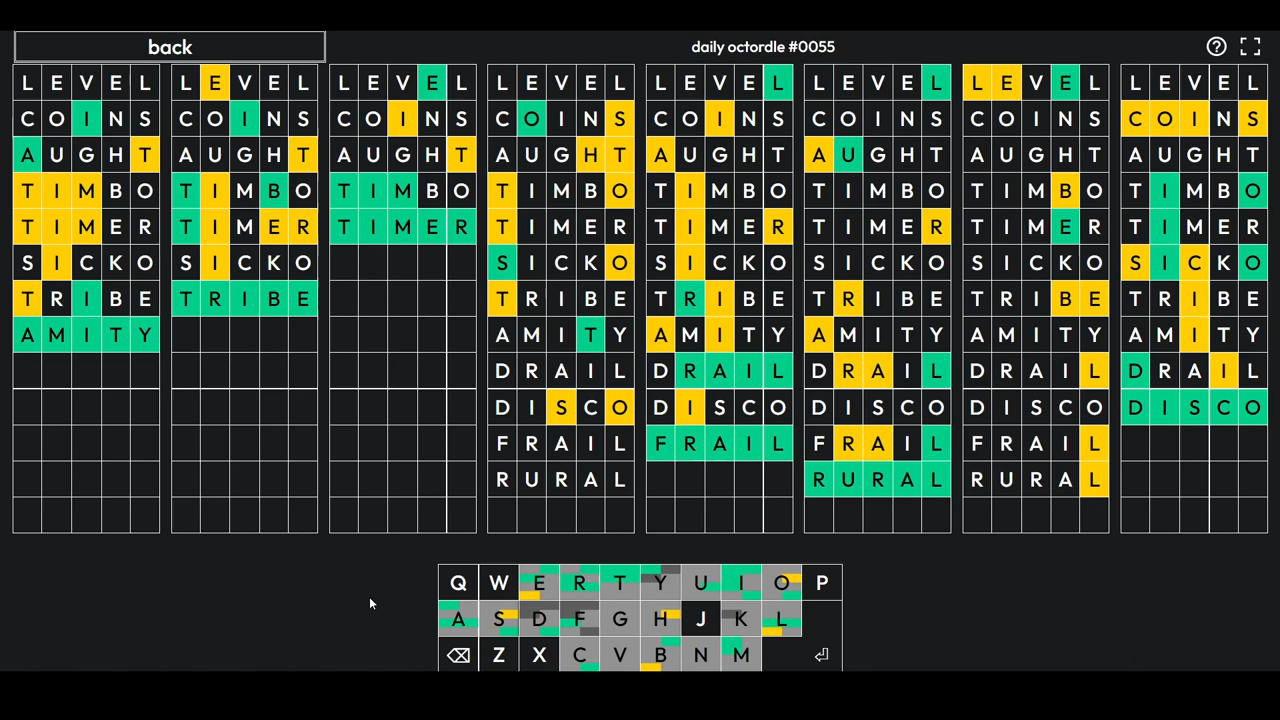 back
daily octordle #0055
LEVEL LEVEL LEVEL LEVEL LEVEL LEVEL LEVEL LEVEL
COINS COINS COINS COINS COINS COINS COINS COINS
AUGHT AUGHT AUGHT AUGHT AUGHT AUGHT AUGHT AUGHT
TIMBO TIMBO TIMBO TIMBO TIMBO TIMBO TIMBO TIMBO
TIMER TIMER TIMER TIMER TIMER TIMER TIMER TIMER
SICKO SICKO SICKO SICKO SICKO SICKO SICKO
TRIBE TRIBE TRIBE TRIBE TRIBE TRIBE TRIBE
AMITY AMITY AMITY AMITY AMITY AMITY
DRAIL DRAIL DRAIL DRAIL DRAIL
DISCO DISCO DISCO DISCO DISCO
FRAIL FRAIL FRAIL FRAIL
RURAL RURAL RURAL
Q W E R T Y U I O P
A S D F G H J K L
Z X C V B N M